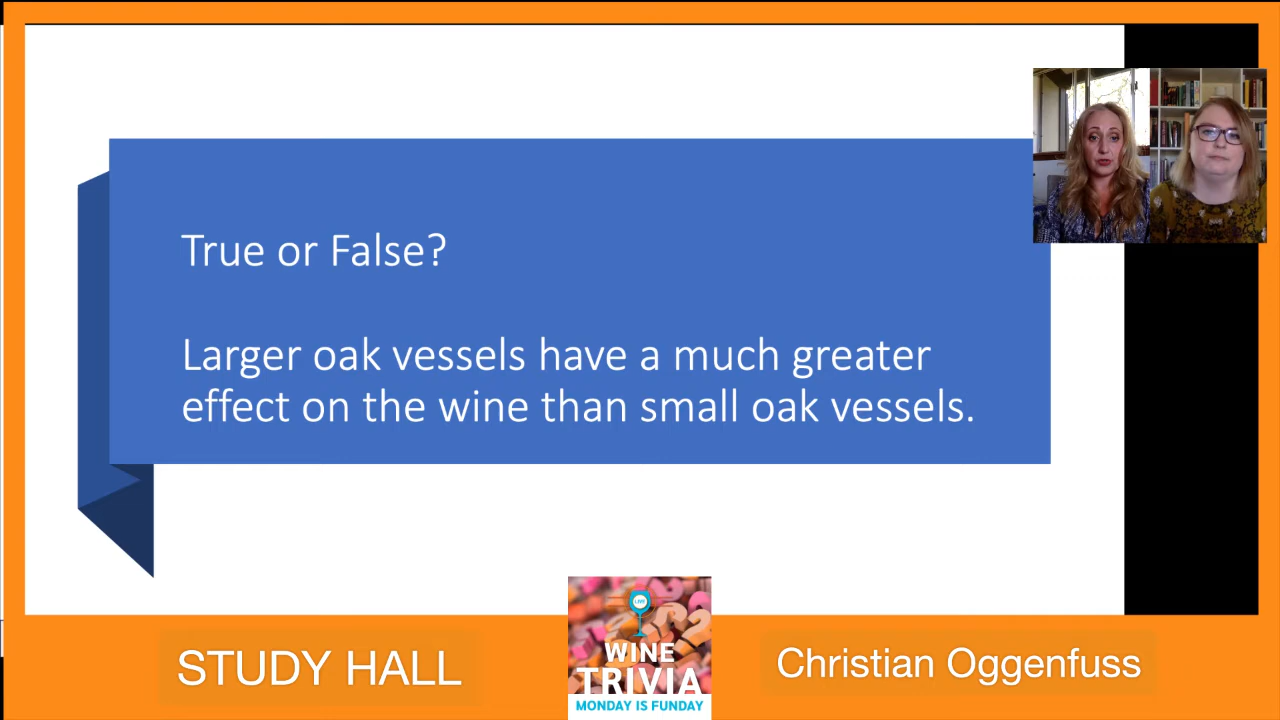 True or False?
Larger oak vessels have a much greater
effect on the wine than small oak vessels.
LIVE
WINE
TRIVIA
MONDAY IS FUNDAY
STUDY HALL
Christian Oggenfuss